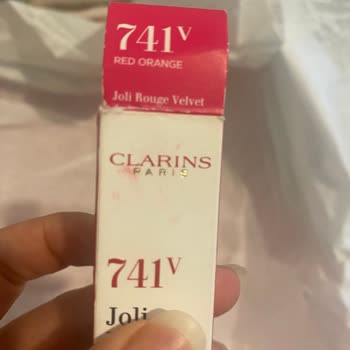 741V
RED ORANGE
Joli Rouge Velvet
CLARINS
PARIS
741V
Joli